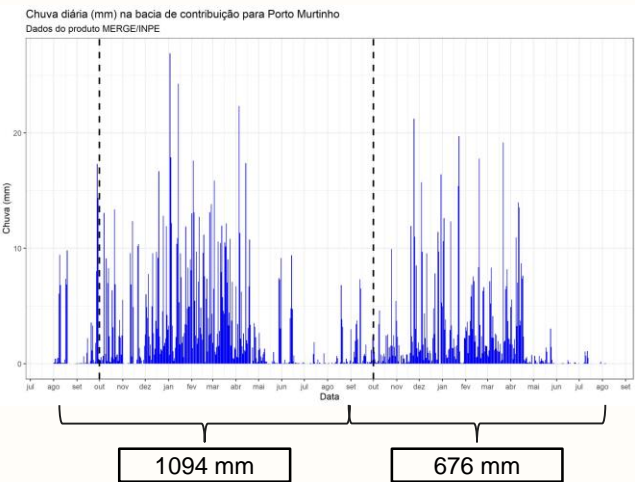 Chuva diária (mm) na bacia de contribuição para Porto Murtinho
Dados do produto MERGE/INPE
Chuva (mm)
20
10
0
jul ago set out nov dez jan fev mar abr mai jun jul ago set out nov dez jan fev mar abr mai jun jul ago set
Data
1094 mm 676 mm